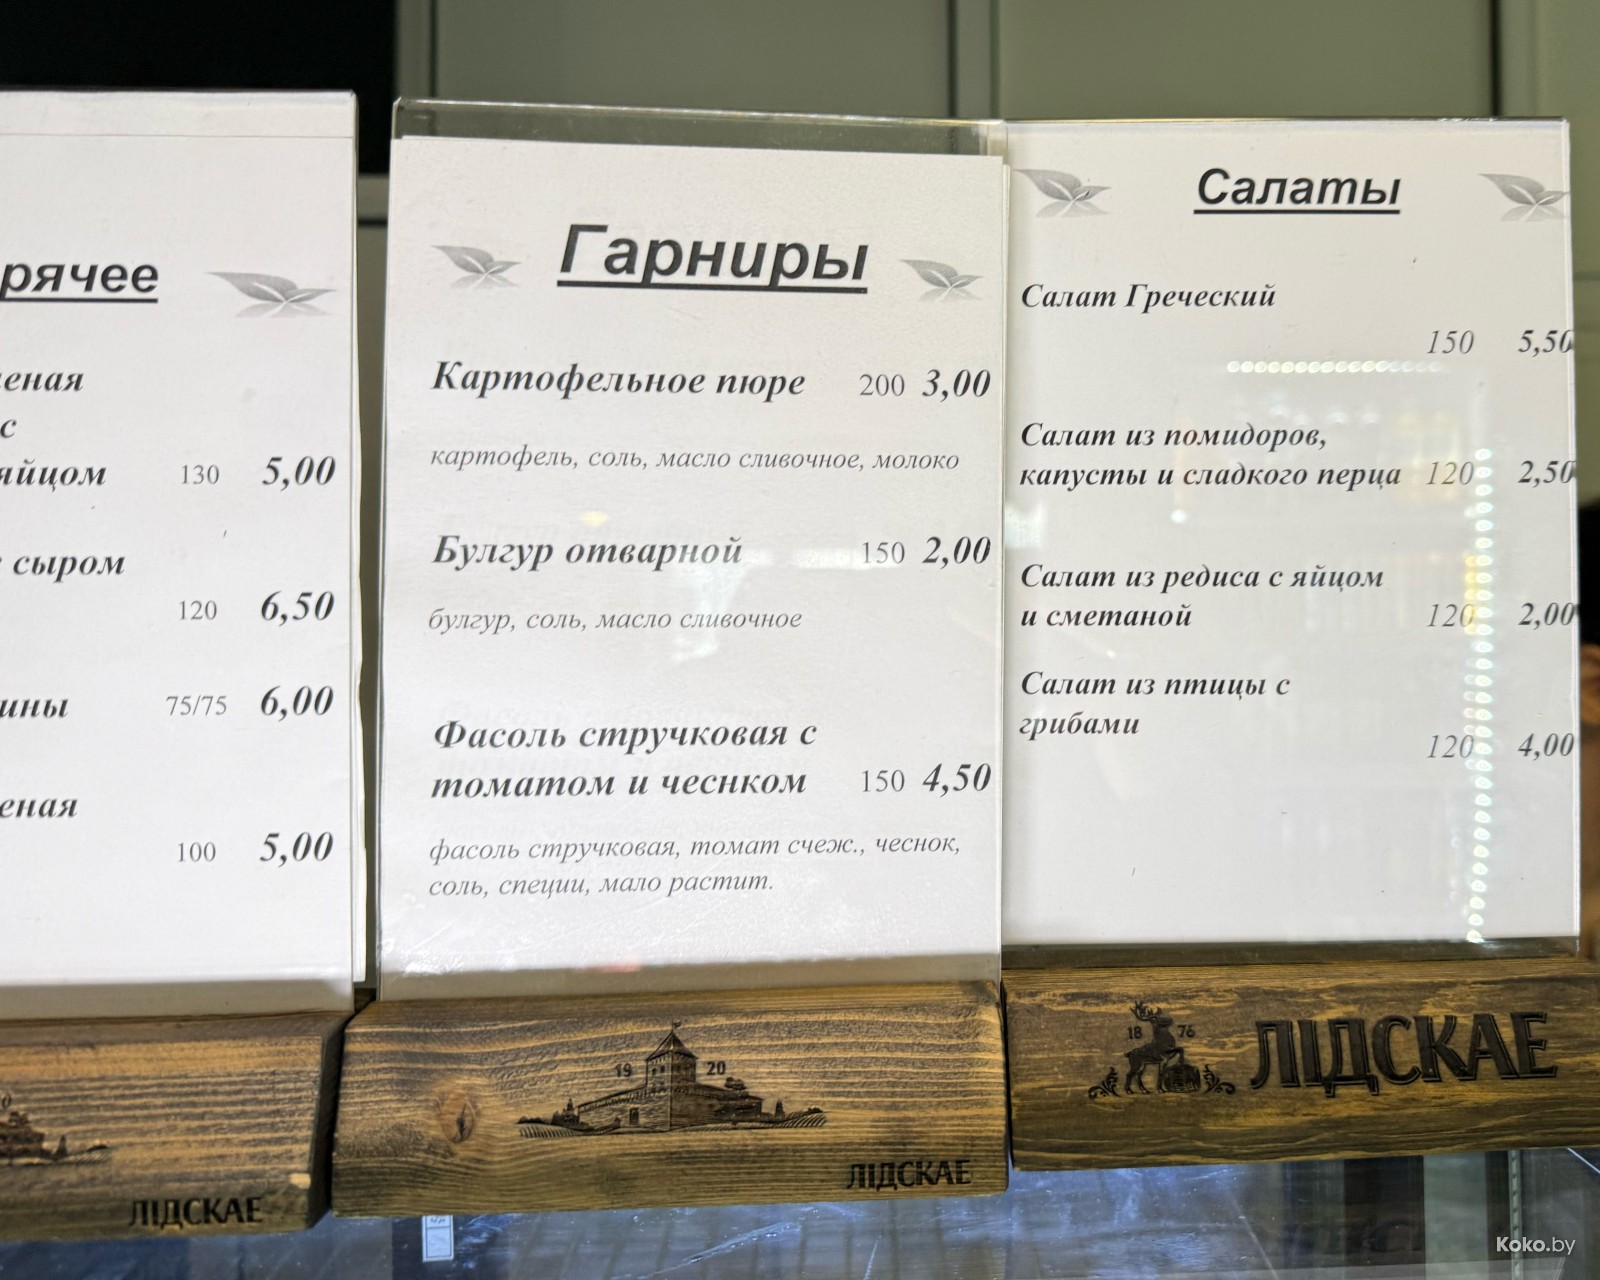 рячее
еная
с
яйцом 130 5,00
сыром
120 6,50
ины 75/75 6,00
еная
100 5,00
ЛІДСКАЕ
Гарниры
Картофельное пюре 200 3,00
картофель, соль, масло сливочное, молоко
Булгур отварной 150 2,00
булгур, соль, масло сливочное
Фасоль стручковая с
томатом и чеснком 150 4,50
фасоль стручковая, томат счеж., чеснок,
соль, специи, мало растит.
19 20
ЛІДСКАЕ
Салаты
Салат Греческий
150 5,50
Салат из помидоров,
капусты и сладкого перца 120 2,50
Салат из редиса с яйцом
и сметаной 120 2,00
Салат из птицы с
грибами
120 4,00
18 76
ЛІДСКАЕ
Koko.by